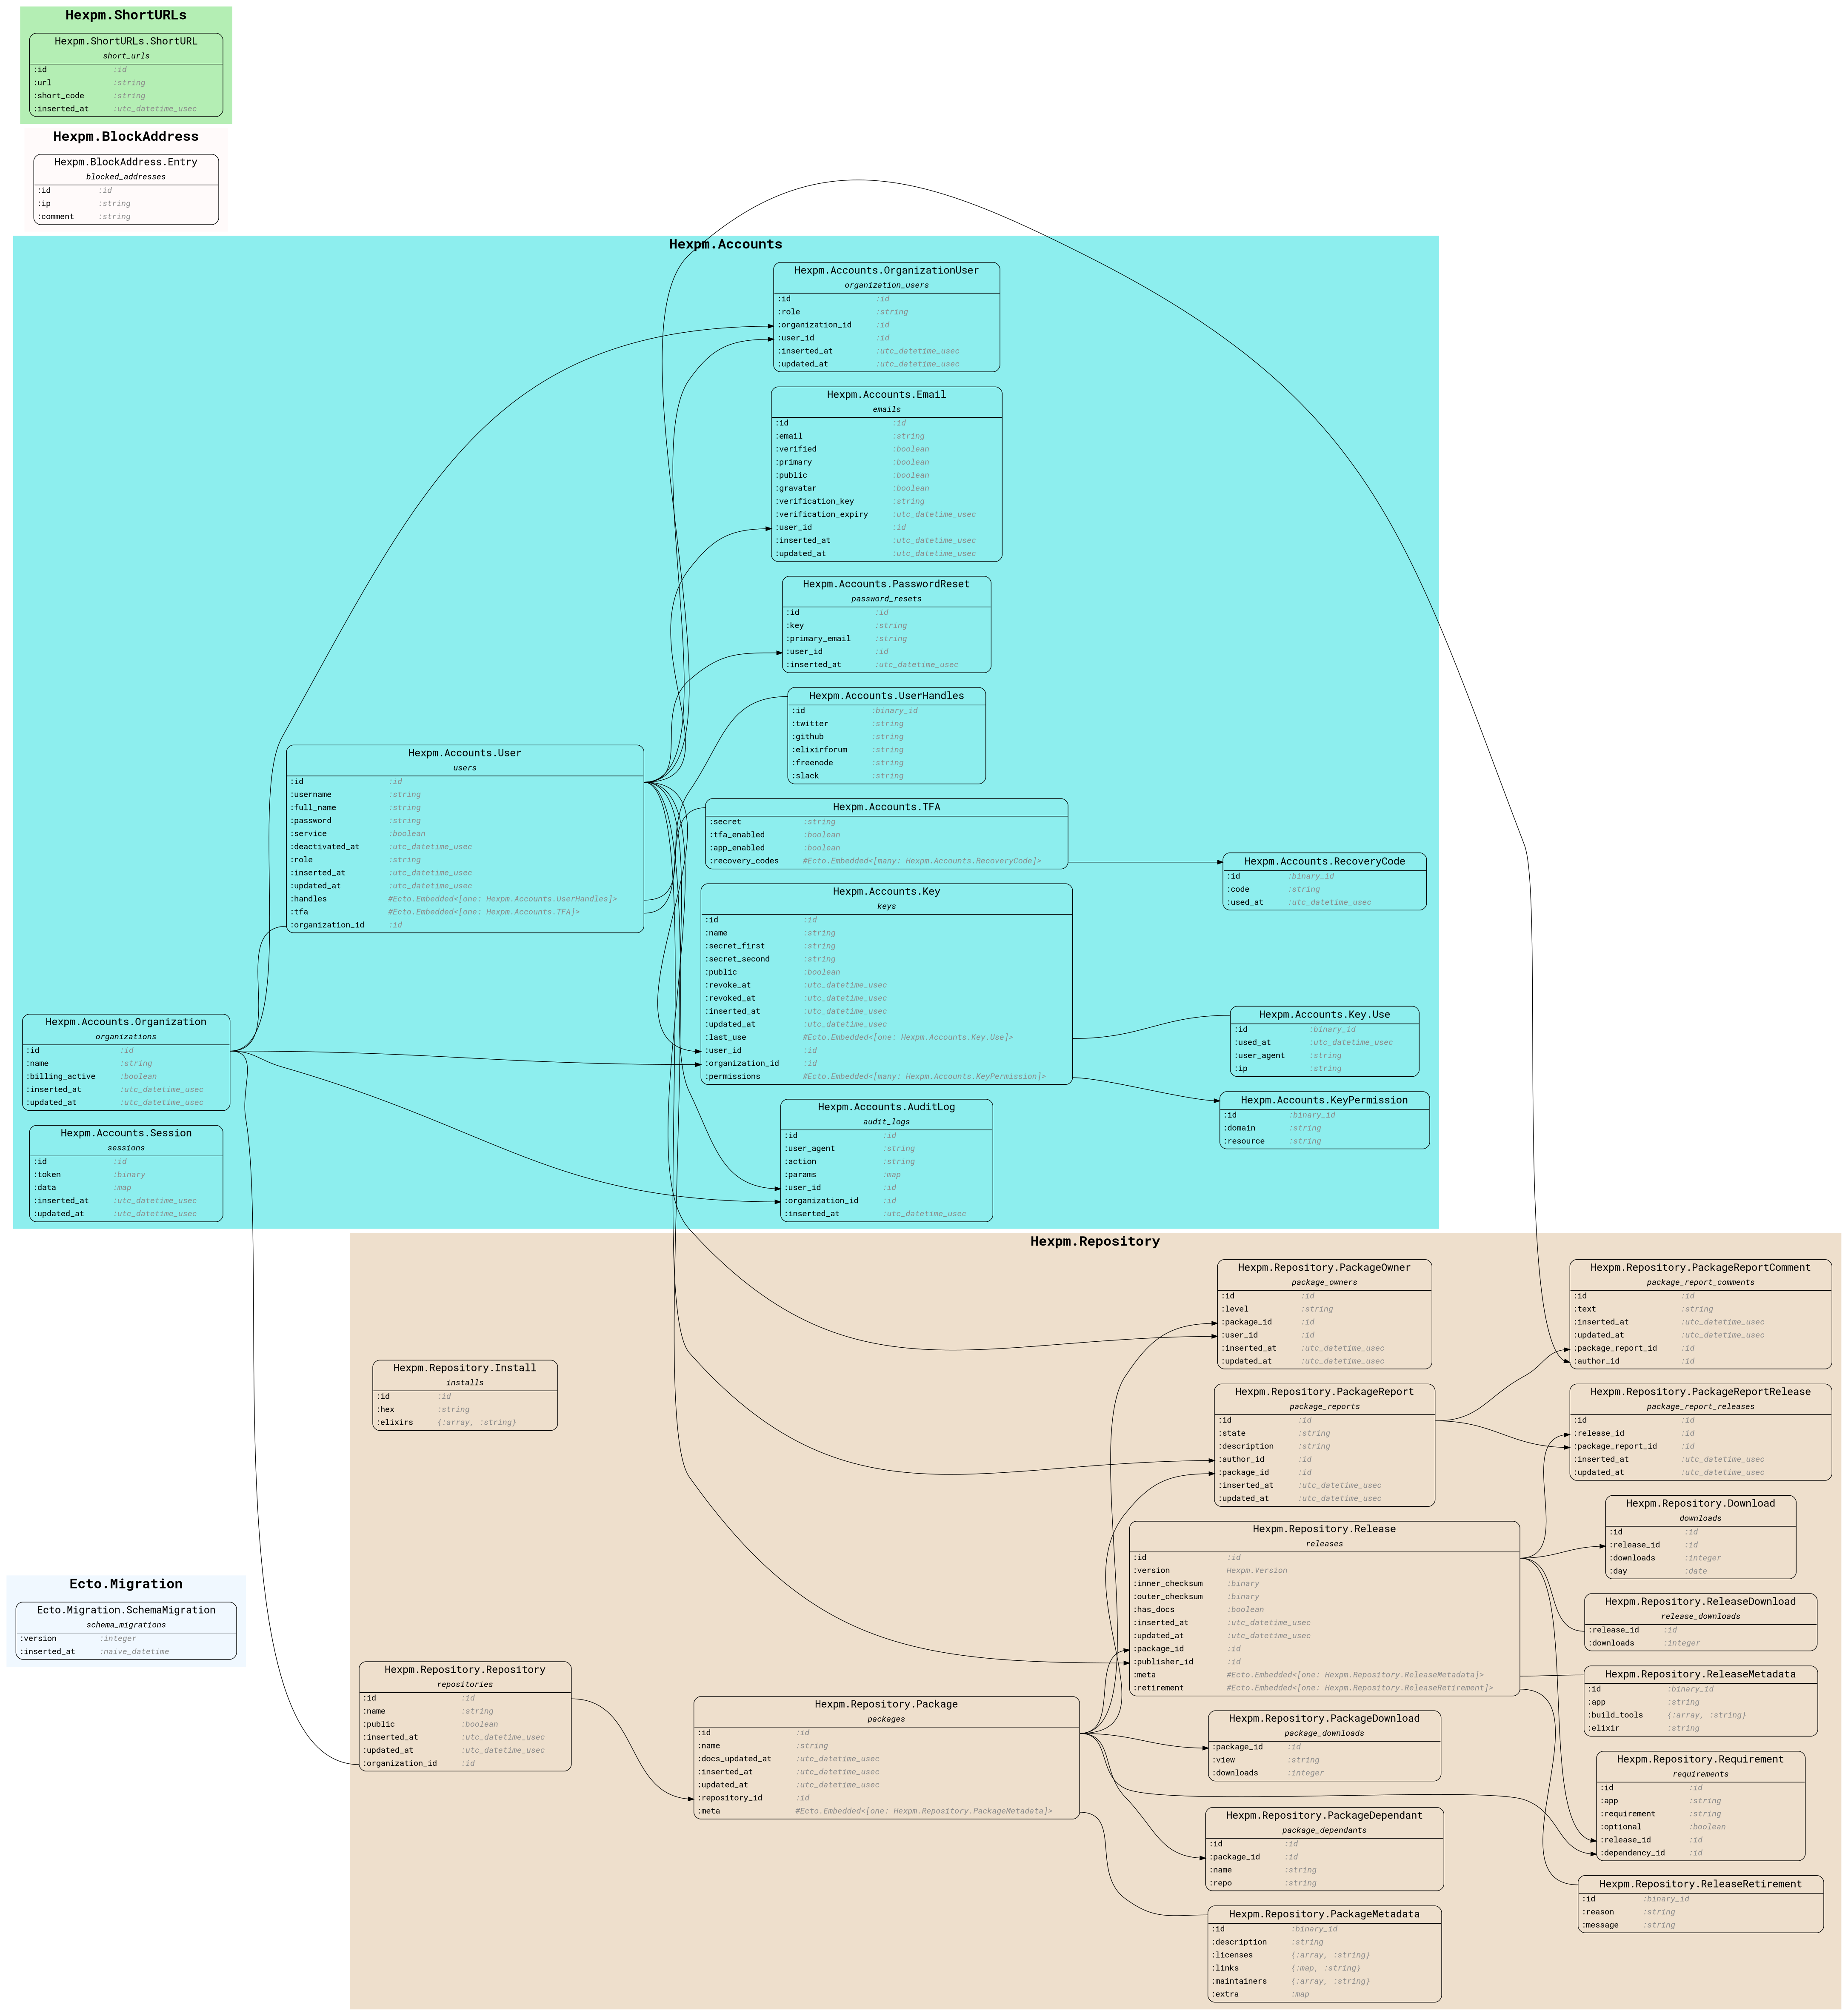 Hexpm.ShortURLs
Hexpm.ShortURLs.ShortURL
short_urls
:id :id
:url :string
:short_code :string
:inserted_at :utc_datetime_usec
Hexpm.BlockAddress
Hexpm.BlockAddress.Entry
blocked_addresses
:id :id
:ip :string
:comment :string
Hexpm.Accounts
Hexpm.Accounts.OrganizationUser
organization_users
:id :id
:role :string
:organization_id :id
:user_id :id
:inserted_at :utc_datetime_usec
:updated_at :utc_datetime_usec
Hexpm.Accounts.Email
emails
:id :id
:email :string
:verified :boolean
:primary :boolean
:public :boolean
:gravatar :boolean
:verification_key :string
:verification_expiry :utc_datetime_usec
:user_id :id
:inserted_at :utc_datetime_usec
:updated_at :utc_datetime_usec
Hexpm.Accounts.PasswordReset
password_resets
:id :id
:key :string
:primary_email :string
:user_id :id
:inserted_at :utc_datetime_usec
Hexpm.Accounts.UserHandles
:id :binary_id
:twitter :string
:github :string
:elixirforum :string
:freenode :string
:slack :string
Hexpm.Accounts.User
users
:id :id
:username :string
:full_name :string
:password :string
:service :boolean
:deactivated_at :utc_datetime_usec
:role :string
:inserted_at :utc_datetime_usec
:updated_at :utc_datetime_usec
:handles #Ecto.Embedded<[one: Hexpm.Accounts.UserHandles]>
:tfa #Ecto.Embedded<[one: Hexpm.Accounts.TFA]>
:organization_id :id
Hexpm.Accounts.TFA
:secret :string
:tfa_enabled :boolean
:app_enabled :boolean
:recovery_codes #Ecto.Embedded<[many: Hexpm.Accounts.RecoveryCode]>
Hexpm.Accounts.RecoveryCode
:id :binary_id
:code :string
:used_at :utc_datetime_usec
Hexpm.Accounts.Key
keys
:id :id
:name :string
:secret_first :string
:secret_second :string
:public :boolean
:revoke_at :utc_datetime_usec
:revoked_at :utc_datetime_usec
:inserted_at :utc_datetime_usec
:updated_at :utc_datetime_usec
:last_use #Ecto.Embedded<[one: Hexpm.Accounts.Key.Use]>
:user_id :id
:organization_id :id
:permissions #Ecto.Embedded<[many: Hexpm.Accounts.KeyPermission]>
Hexpm.Accounts.Key.Use
:id :binary_id
:used_at :utc_datetime_usec
:user_agent :string
:ip :string
Hexpm.Accounts.KeyPermission
:id :binary_id
:domain :string
:resource :string
Hexpm.Accounts.Organization
organizations
:id :id
:name :string
:billing_active :boolean
:inserted_at :utc_datetime_usec
:updated_at :utc_datetime_usec
Hexpm.Accounts.Session
sessions
:id :id
:token :binary
:data :map
:inserted_at :utc_datetime_usec
:updated_at :utc_datetime_usec
Hexpm.Accounts.AuditLog
audit_logs
:id :id
:user_agent :string
:action :string
:params :map
:user_id :id
:organization_id :id
:inserted_at :utc_datetime_usec
Hexpm.Repository
Hexpm.Repository.PackageOwner
package_owners
:id :id
:level :string
:package_id :id
:user_id :id
:inserted_at :utc_datetime_usec
:updated_at :utc_datetime_usec
Hexpm.Repository.PackageReportComment
package_report_comments
:id :id
:text :string
:inserted_at :utc_datetime_usec
:updated_at :utc_datetime_usec
:package_report_id :id
:author_id :id
Hexpm.Repository.Install
installs
:id :id
:hex :string
:elixirs {:array, :string}
Hexpm.Repository.PackageReport
package_reports
:id :id
:state :string
:description :string
:author_id :id
:package_id :id
:inserted_at :utc_datetime_usec
:updated_at :utc_datetime_usec
Hexpm.Repository.PackageReportRelease
package_report_releases
:id :id
:release_id :id
:package_report_id :id
:inserted_at :utc_datetime_usec
:updated_at :utc_datetime_usec
Hexpm.Repository.Release
releases
:id :id
:version Hexpm.Version
:inner_checksum :binary
:outer_checksum :binary
:has_docs :boolean
:inserted_at :utc_datetime_usec
:updated_at :utc_datetime_usec
:package_id :id
:publisher_id :id
:meta #Ecto.Embedded<[one: Hexpm.Repository.ReleaseMetadata]>
:retirement #Ecto.Embedded<[one: Hexpm.Repository.ReleaseRetirement]>
Hexpm.Repository.Download
downloads
:id :id
:release_id :id
:downloads :integer
:day :date
Hexpm.Repository.ReleaseDownload
release_downloads
:release_id :id
:downloads :integer
Hexpm.Repository.ReleaseMetadata
:id :binary_id
:app :string
:build_tools {:array, :string}
:elixir :string
Ecto.Migration
Ecto.Migration.SchemaMigration
schema_migrations
:version :integer
:inserted_at :naive_datetime
Hexpm.Repository.Repository
repositories
:id :id
:name :string
:public :boolean
:inserted_at :utc_datetime_usec
:updated_at :utc_datetime_usec
:organization_id :id
Hexpm.Repository.Package
packages
:id :id
:name :string
:docs_updated_at :utc_datetime_usec
:inserted_at :utc_datetime_usec
:updated_at :utc_datetime_usec
:repository_id :id
:meta #Ecto.Embedded<[one: Hexpm.Repository.PackageMetadata]>
Hexpm.Repository.PackageDownload
package_downloads
:package_id :id
:view :string
:downloads :integer
Hexpm.Repository.Requirement
requirements
:id :id
:app :string
:requirement :string
:optional :boolean
:release_id :id
:dependency_id :id
Hexpm.Repository.PackageDependant
package_dependants
:id :id
:package_id :id
:name :string
:repo :string
Hexpm.Repository.ReleaseRetirement
:id :binary_id
:reason :string
:message :string
Hexpm.Repository.PackageMetadata
:id :binary_id
:description :string
:licenses {:array, :string}
:links {:map, :string}
:maintainers {:array, :string}
:extra :map